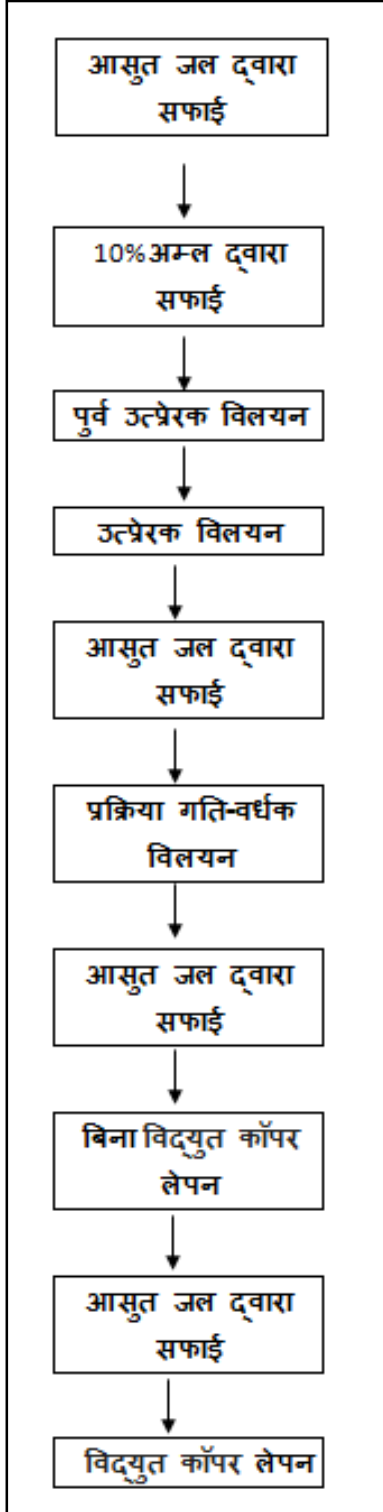 आसुत जल द्वारा
सफाई
10%अम्ल द्वारा
सफाई
पुर्व उत्प्रेरक विलयन
उत्प्रेरक विलयन
आसुत जल द्वारा
सफाई
प्रक्रिया गति-वर्धक
विलयन
आसुत जल द्वारा
सफाई
बिना विद्युत कॉपर
लेपन
आसुत जल द्वारा
सफाई
विद्युत कॉपर लेपन